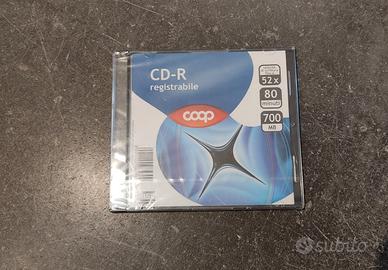 CD-R
registrabile
52x
80
minuti
700
MB
coop
subito